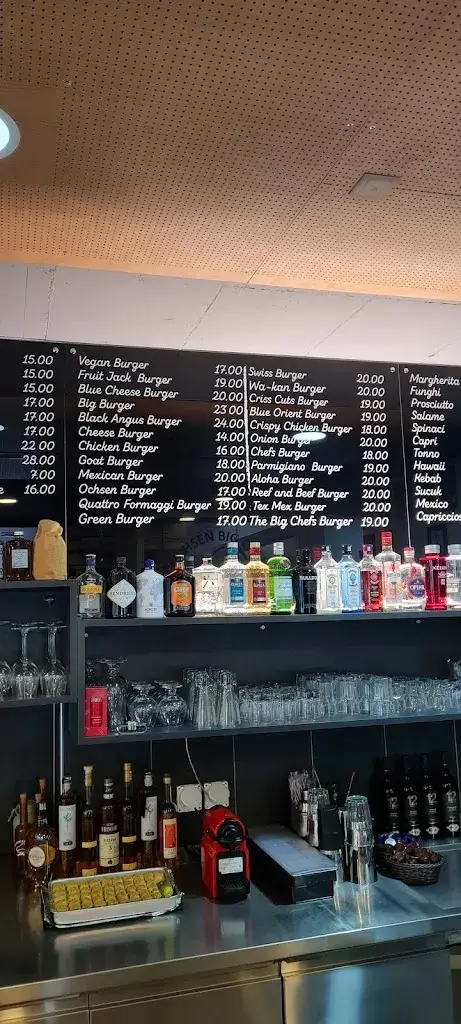 15.00
15.00
15.00
17.00
17.00
17.00
22 00
28.00
7.00
e 16.00
Vegan Burger 17.00
Fruit Jack Burger 19.00
Blue Cheese Burger 20.00
Big Burger 23 00
Black Angus Burger 24.00
Cheese Burger 14.00
Chicken Burger 16.00
Goat Burger 18.00
Mexican Burger 20.00
Ochsen Burger 17.00
Quattro Formaggi Burger 19.00
Green Burger 17.00
Swiss Burger 20.00
Wa-kan Burger 20.00
Criss Cuts Burger 19.00
Blue Orient Burger 19.00
Crispy Chicken Burger 18.00
Onion Burger 20.00
Chefs Burger 18.00
Parmigiano Burger 19.00
Aloha Burger 20.00
Reef and Beef Burger 20.00
Tex Mex Burger 20.00
The Big Chefs Burger 19.00
Margherita
Funghi
Prosciutto
Salame
Spinaci
Capri
Tonno
Hawaii
Kebab
Sucuk
Mexico
Capriccios